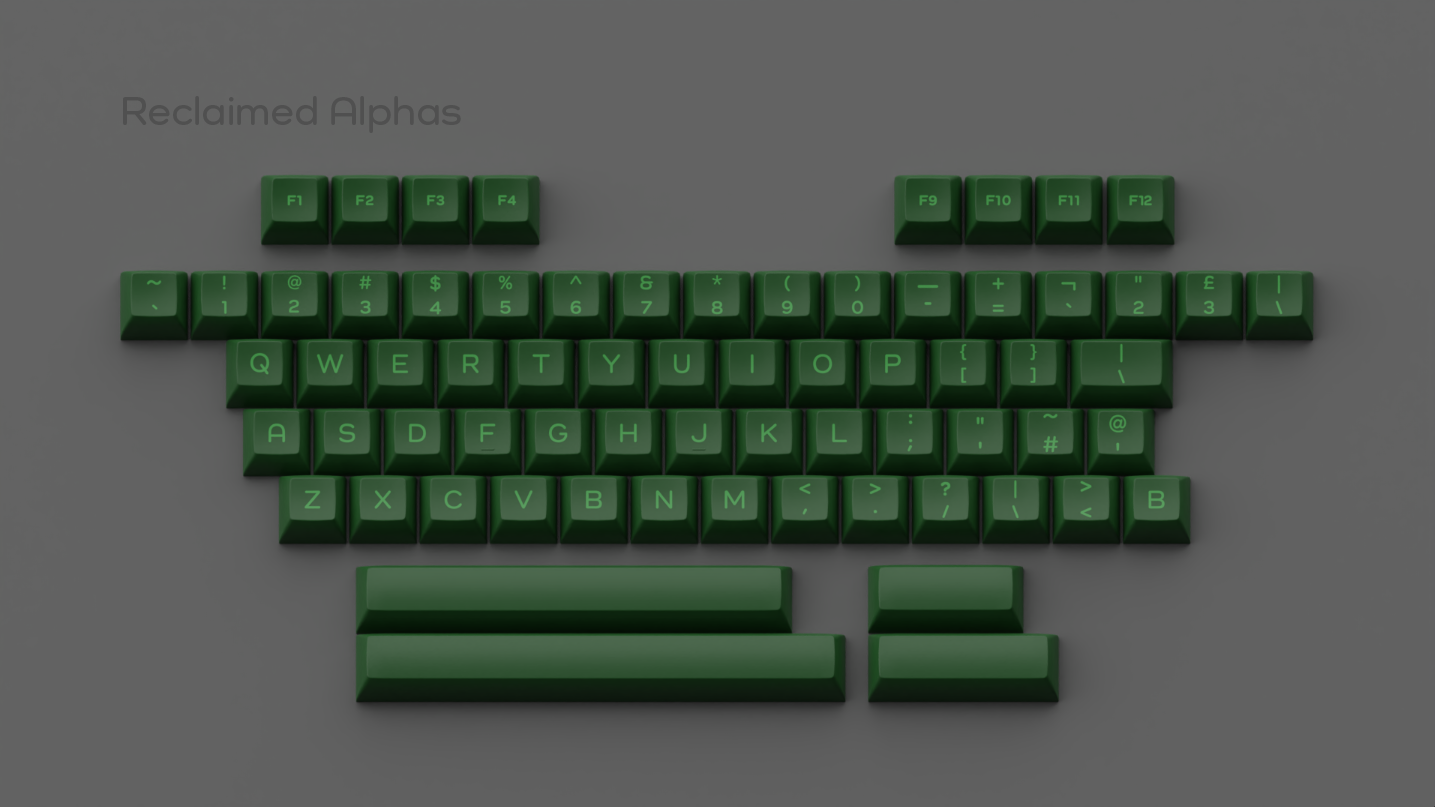 Reclaimed Alphas
F1 F2 F3 F4 F9 F10 F11 F12
~ ! @ # $ % ^ & * ( ) — + ¬ " £ |
` 1 2 3 4 5 6 7 8 9 0 - = ` 2 3 \
Q W E R T Y U I O P { } |
[ ] \
A S D F G H J K L : " ~ @
; ' # '
Z X C V B N M < > ? | > B
, . / \ <